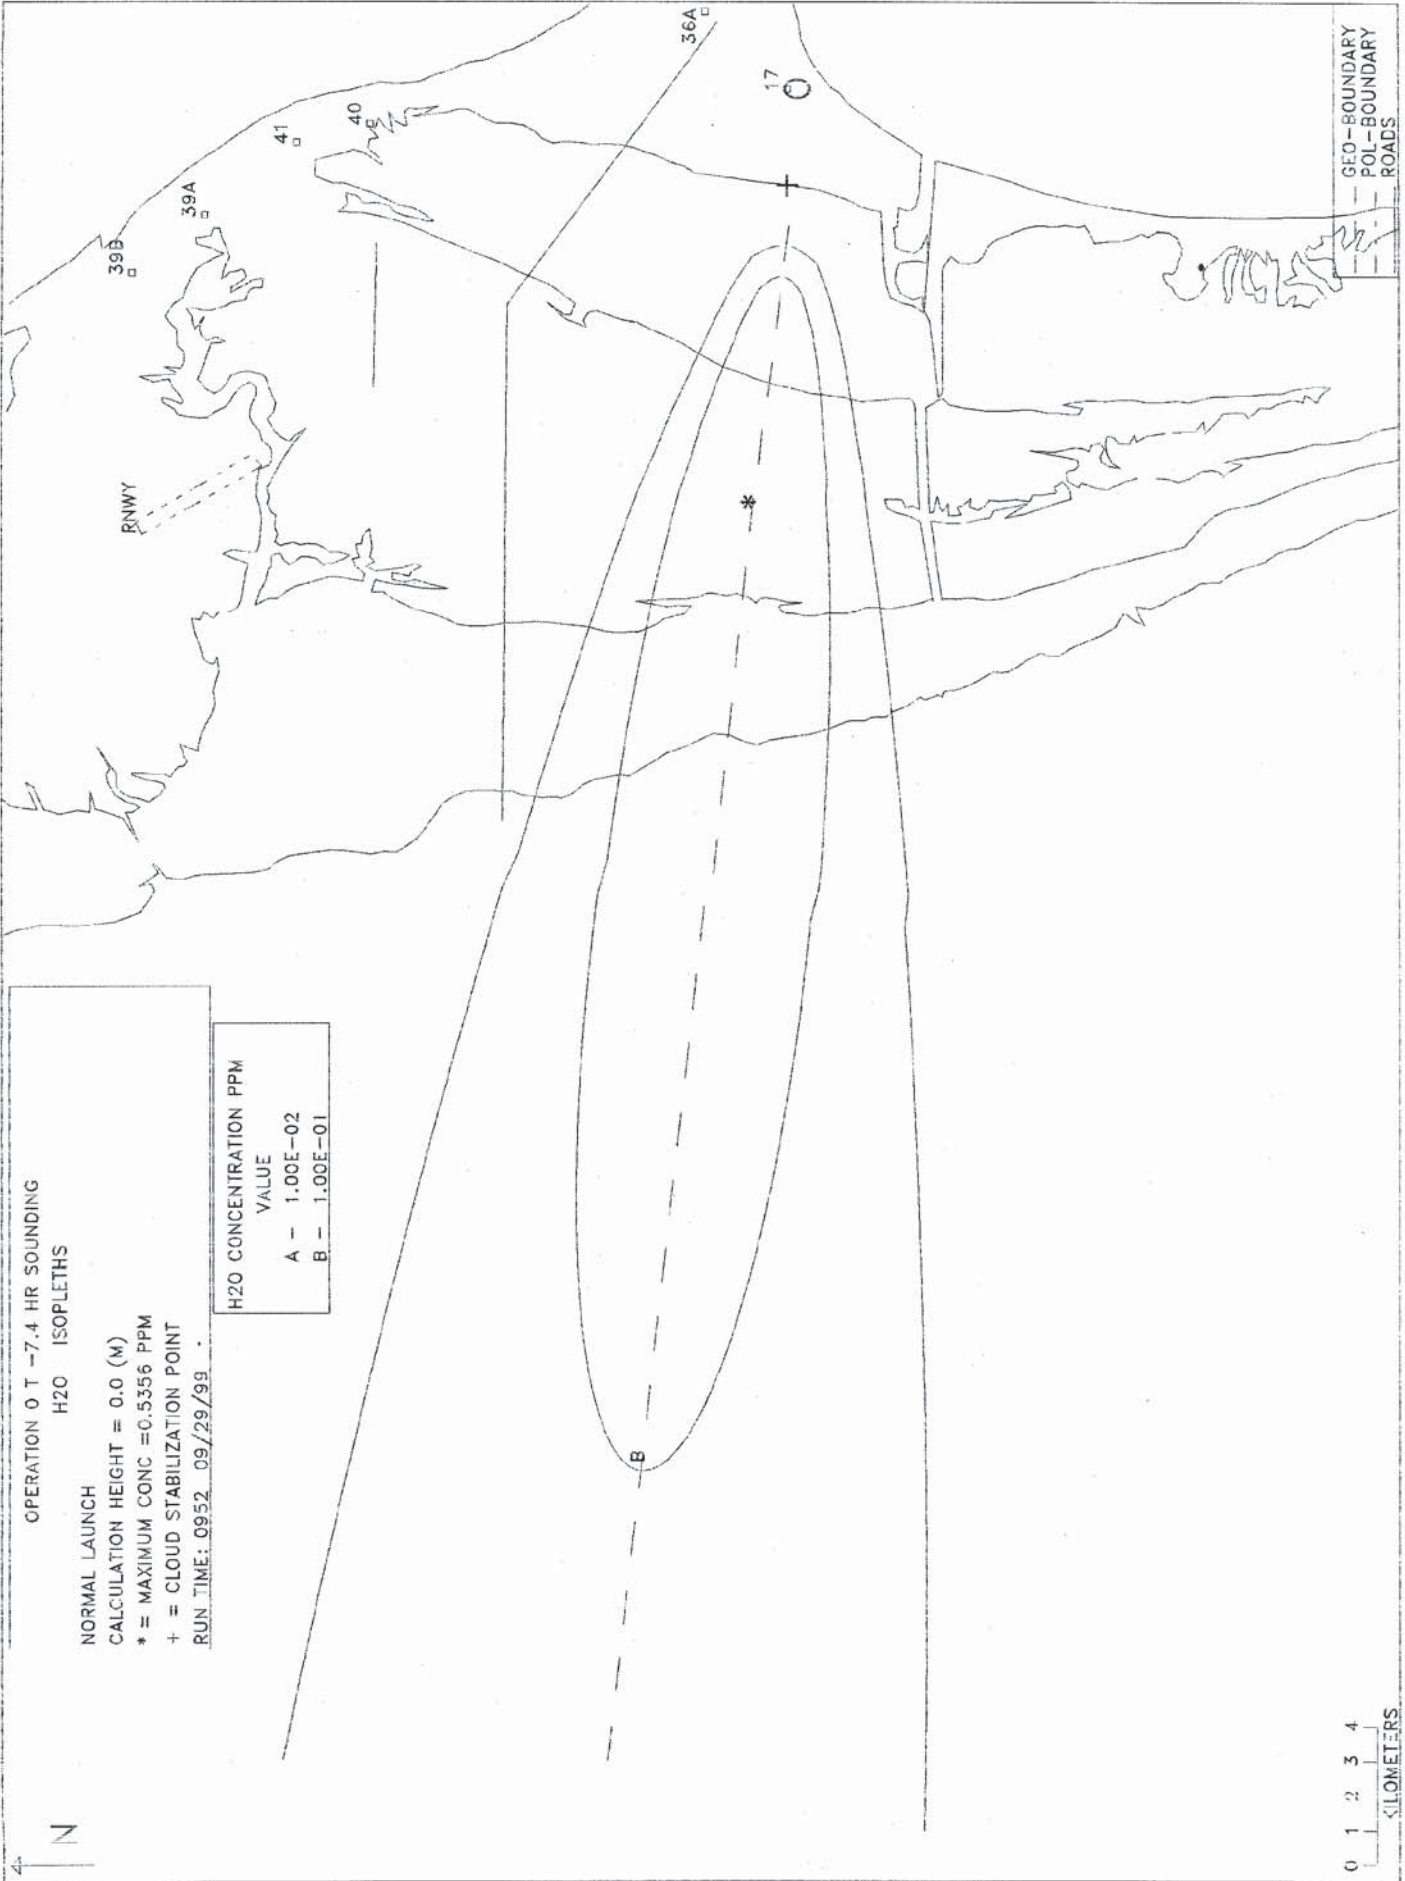 OPERATION 0 T -7.4 HR SOUNDING
H2O ISOPLETHS
NORMAL LAUNCH
CALCULATION HEIGHT = 0.0 (M)
* = MAXIMUM CONC =0.5356 PPM
+ = CLOUD STABILIZATION POINT
RUN TIME: 0952 09/29/99
H2O CONCENTRATION PPM
VALUE
A - 1.00E-02
B - 1.00E-01
N
RNWY
39B
39A
41
40
36A
17
B
0 1 2 3 4
KILOMETERS
GEO-BOUNDARY
POL-BOUNDARY
ROADS